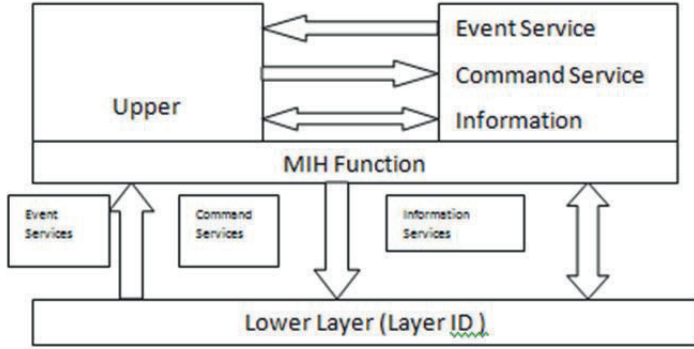 Event Service
Command Service
Upper
Information
MIH Function
Event
Services
Command
Services
Information
Services
Lower Layer (Layer ID )